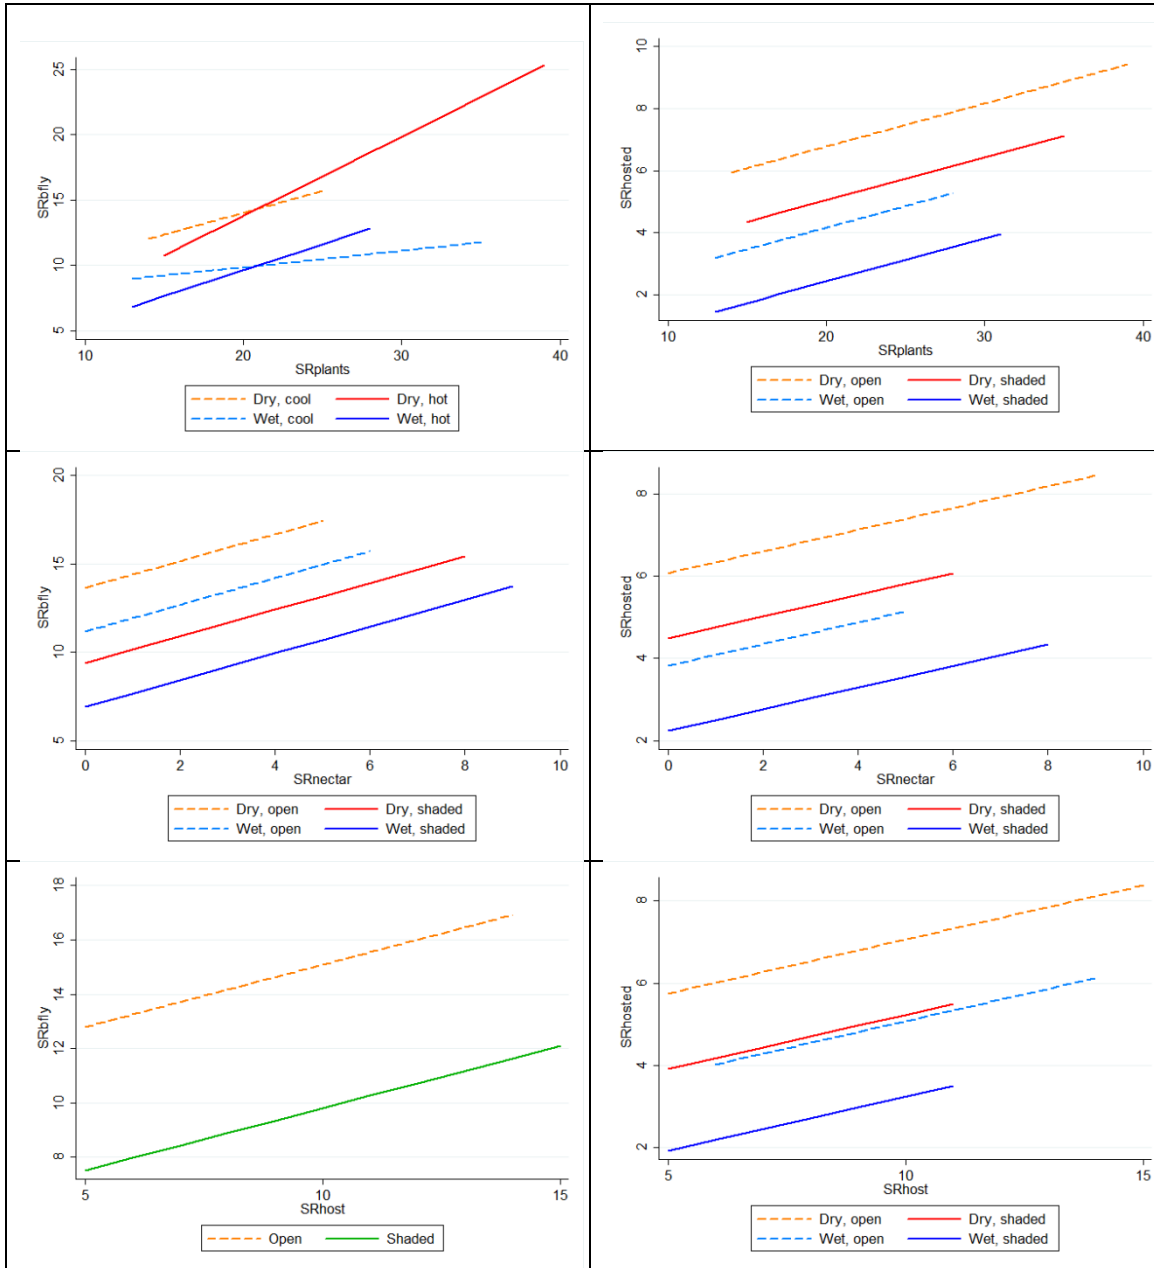 25
20
15
10
5
SRbfly
10 20 30 40
SRplants
Dry, cool Dry, hot
Wet, cool Wet, hot
10
8
6
4
2
SRhosted
10 20 30 40
SRplants
Dry, open Dry, shaded
Wet, open Wet, shaded
20
15
10
5
SRbfly
0 2 4 6 8 10
SRnectar
Dry, open Dry, shaded
Wet, open Wet, shaded
8
6
4
2
SRhosted
0 2 4 6 8 10
SRnectar
Dry, open Dry, shaded
Wet, open Wet, shaded
18
16
14
12
10
8
SRbfly
5 10 15
SRhost
Open Shaded
8
6
4
2
SRhosted
5 10 15
SRhost
Dry, open Dry, shaded
Wet, open Wet, shaded